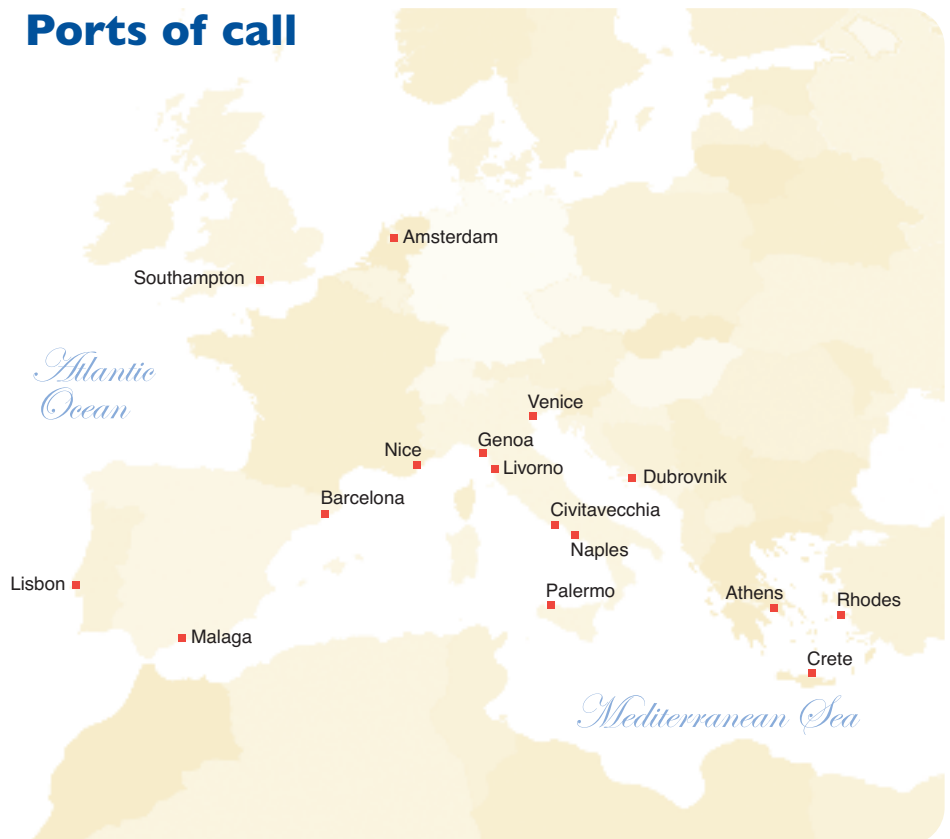 Ports of call
Amsterdam
Southampton
Atlantic
Ocean
Venice
Genoa
Nice
Livorno
Dubrovnik
Barcelona
Civitavecchia
Naples
Lisbon
Palermo
Athens
Rhodes
Malaga
Crete
Mediterranean Sea